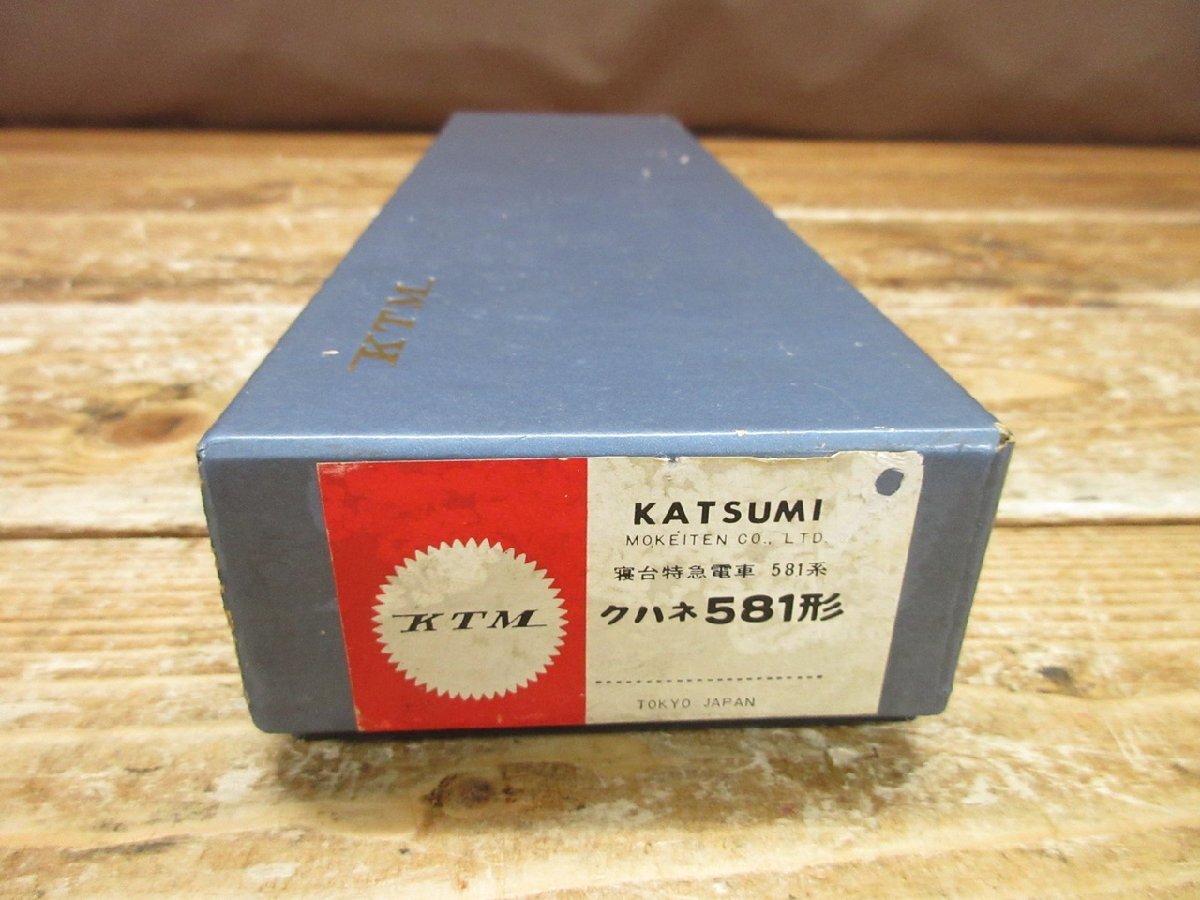 KTM
KTM
KATSUMI
MOKEITEN CO., LTD.
寝台特急電車 581系
クハネ581形
TOKYO JAPAN